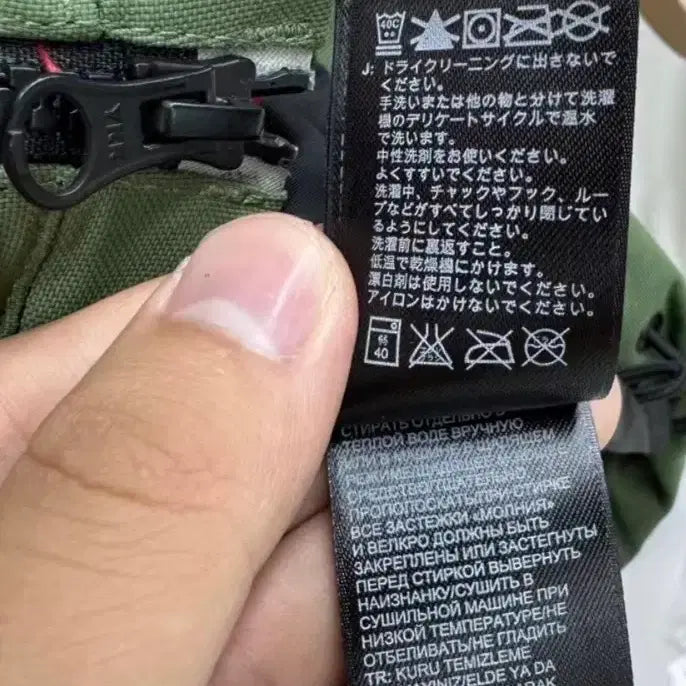 40C
J: ドライクリーニングに出さないで
ください。
手洗いまたは他の物と分けて洗濯
機のデリケートサイクルで温水
で洗います。
中性洗剤をお使いください。
よくすすいでください。
洗濯中、チャックやフック、ルー
プなどがすべてしっかり閉じてい
るようにしてください。
洗濯前に裏返すこと。
低温で乾燥機にかけます。
漂白剤は使用しないでください。
アイロンはかけないでください。
弱
40
СТИРАТЬ ОТДЕЛЬНО В
ТЕПЛОЙ ВОДЕ ВРУЧНУЮ
РЕЖИМЕ
СРЕДСТВО/ТЩАТЕЛЬНО
ПРОПОЛОСКАТЬ/ПРИ СТИРКЕ
ВСЕ ЗАСТЕЖКИ «МОЛНИЯ»
И ВЕЛКРО ДОЛЖНЫ БЫТЬ
ЗАКРЕПЛЕНЫ ИЛИ ЗАСТЕГНУТЫ
ПЕРЕД СТИРКОЙ ВЫВЕРНУТЬ
НАИЗНАНКУ/СУШИТЬ В
СУШИЛЬНОЙ МАШИНЕ ПРИ
НИЗКОЙ ТЕМПЕРАТУРЕ/НЕ
ОТБЕЛИВАТЬ/НЕ ГЛАДИТЬ
TR: KURU TEMİZLEME
ELDE YA DA